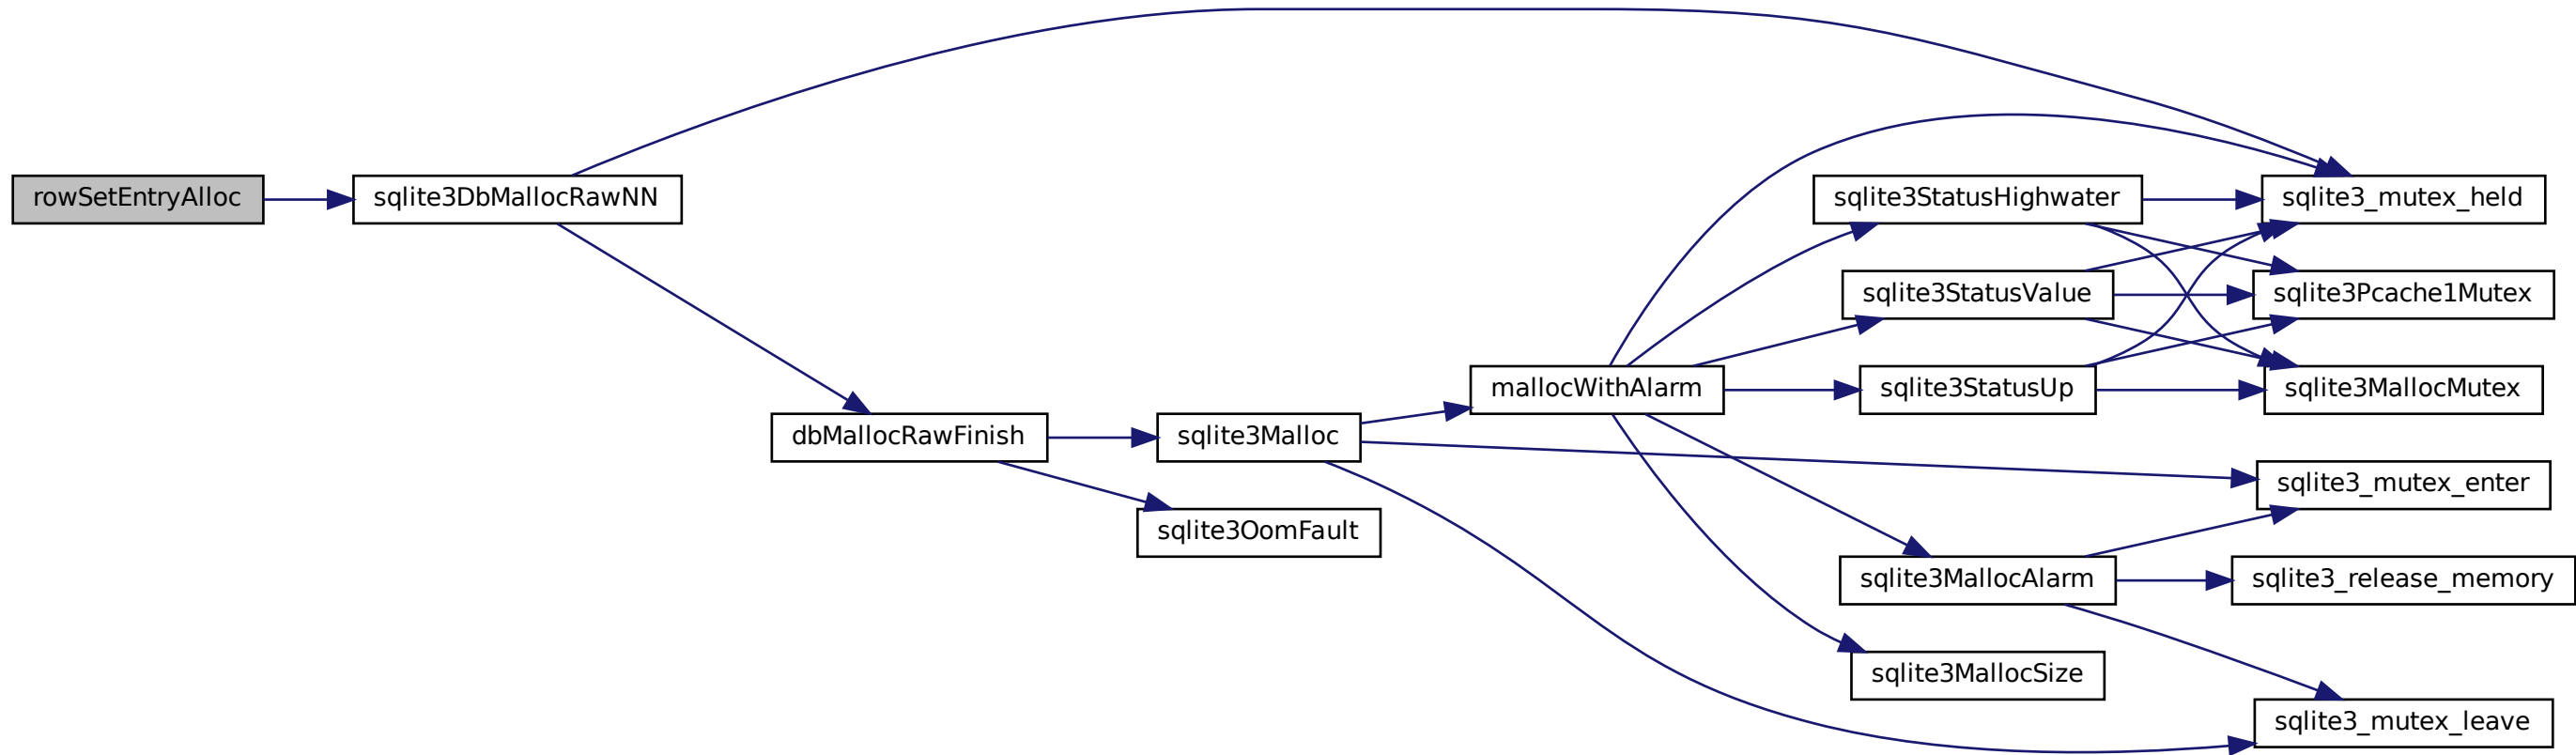 rowSetEntryAlloc
sqlite3DbMallocRawNN
dbMallocRawFinish
sqlite3Malloc
sqlite3OomFault
mallocWithAlarm
sqlite3StatusHighwater
sqlite3StatusValue
sqlite3StatusUp
sqlite3MallocAlarm
sqlite3MallocSize
sqlite3_mutex_held
sqlite3Pcache1Mutex
sqlite3MallocMutex
sqlite3_mutex_enter
sqlite3_release_memory
sqlite3_mutex_leave